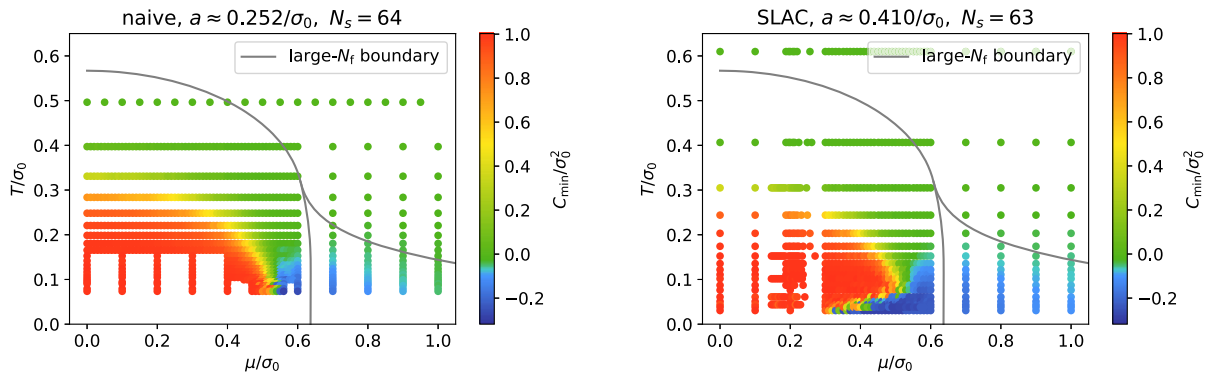 naive, a ≈ 0.252/σ₀, Nₛ = 64
large-N_f boundary
T/σ₀
0.6
0.5
0.4
0.3
0.2
0.1
0.0
0.0 0.2 0.4 0.6 0.8 1.0
μ/σ₀
1.0
0.8
0.6
0.4
0.2
0.0
−0.2
C_min/σ₀²
SLAC, a ≈ 0.410/σ₀, Nₛ = 63
large-N_f boundary
T/σ₀
0.6
0.5
0.4
0.3
0.2
0.1
0.0
0.0 0.2 0.4 0.6 0.8 1.0
μ/σ₀
1.0
0.8
0.6
0.4
0.2
0.0
−0.2
C_min/σ₀²